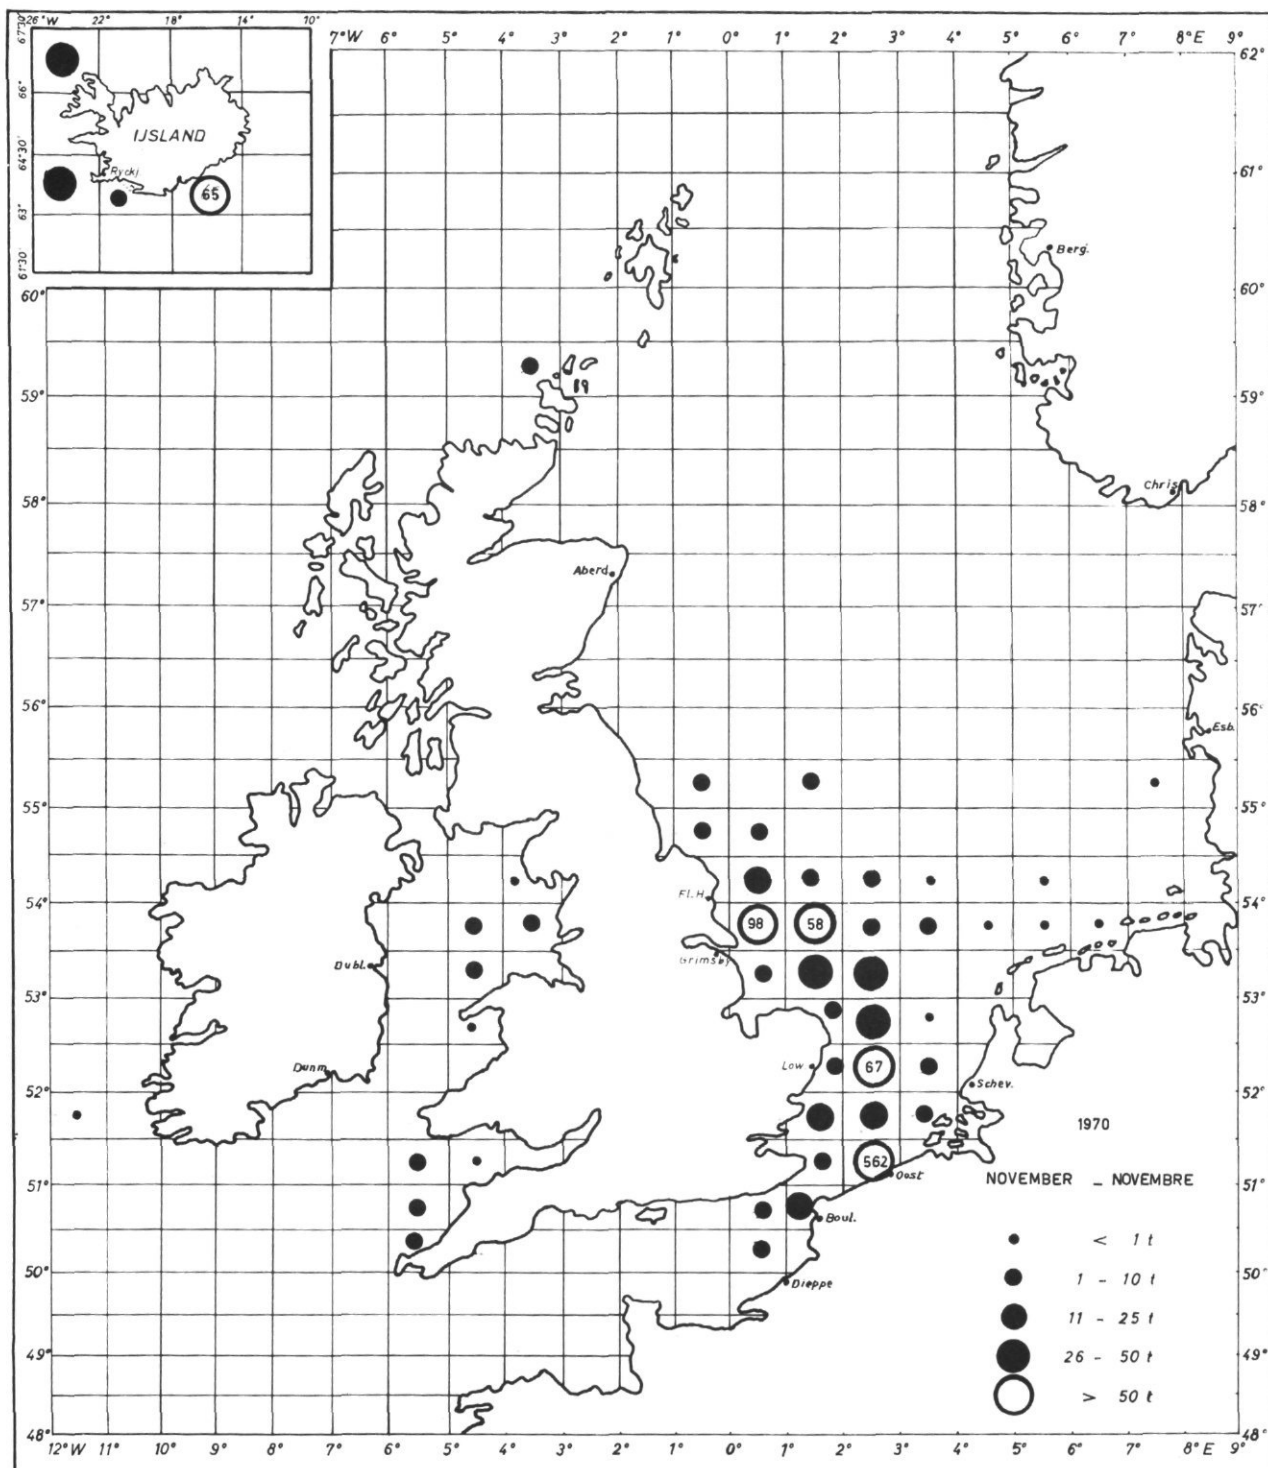 26°W 22° 18° 14° 10°
67°30
66°
64°30
63°
61°30
IJSLAND
Ryckj.
65
7°W 6° 5° 4° 3° 2° 1° 0° 1° 2° 3° 4° 5° 6° 7° 8°E 9°
62°
61°
60° 60°
59° 59°
58° 58°
57° 57°
56° 56°
55° 55°
54° 54°
53° 53°
52° 52°
51° 51°
50° 50°
49° 49°
48° 48°
Berg.
Chris
Aberd.
Esb.
Fl. H.
98 58
Dubl.
Grimsby
Low 67
Dunm
Schev.
562
Oost
Boul.
Dieppe
1970
NOVEMBER – NOVEMBRE
< 1 t
1 – 10 t
11 – 25 t
26 – 50 t
> 50 t
12°W 11° 10° 9° 8° 7° 6° 5° 4° 3° 2° 1° 0° 1° 2° 3° 4° 5° 6° 7° 8°E 9°